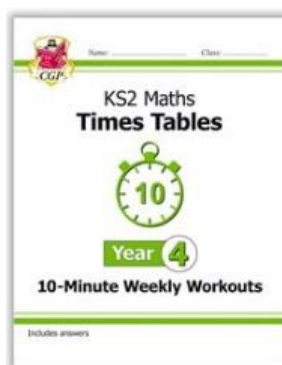 Name: Class:
CGP
KS2 Maths
Times Tables
10
Year 4
10-Minute Weekly Workouts
Includes answers